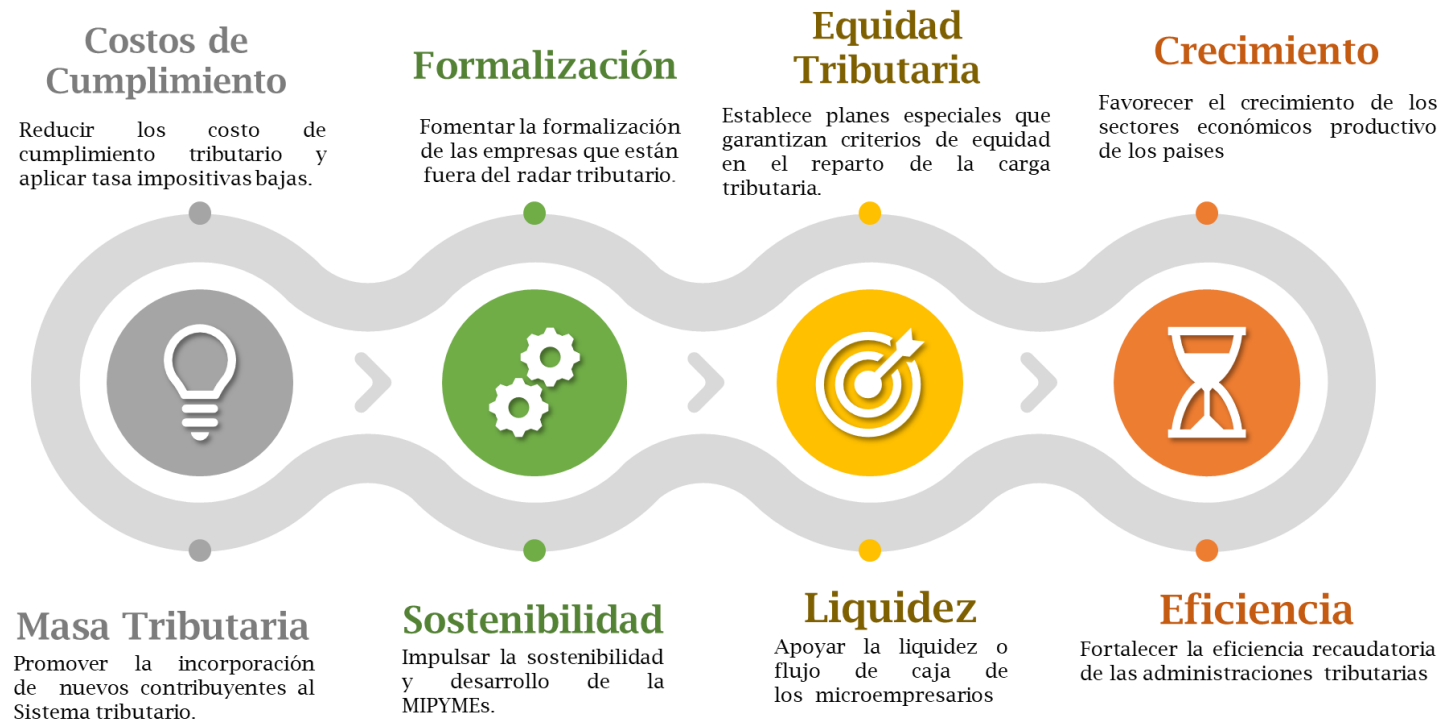 Costos de
Cumplimiento
Reducir los costo de
cumplimiento tributario y
aplicar tasa impositivas bajas.
Formalización
Fomentar la formalización
de las empresas que están
fuera del radar tributario.
Equidad
Tributaria
Establece planes especiales que
garantizan criterios de equidad
en el reparto de la carga
tributaria.
Crecimiento
Favorecer el crecimiento de los
sectores económicos productivo
de los paises
Masa Tributaria
Promover la incorporación
de nuevos contribuyentes al
Sistema tributario.
Sostenibilidad
Impulsar la sostenibilidad
y desarrollo de la
MIPYMEs.
Liquidez
Apoyar la liquidez o
flujo de caja de
los microempresarios
Eficiencia
Fortalecer la eficiencia recaudatoria
de las administraciones tributarias